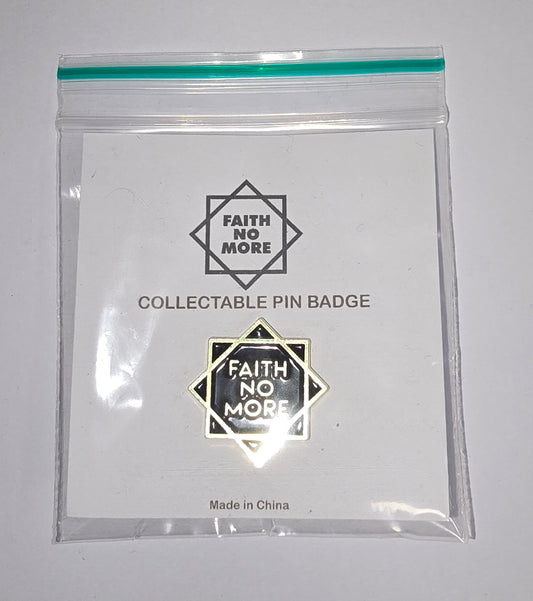 FAITH
NO
MORE
COLLECTABLE PIN BADGE
FAITH
NO
MORE
Made in China